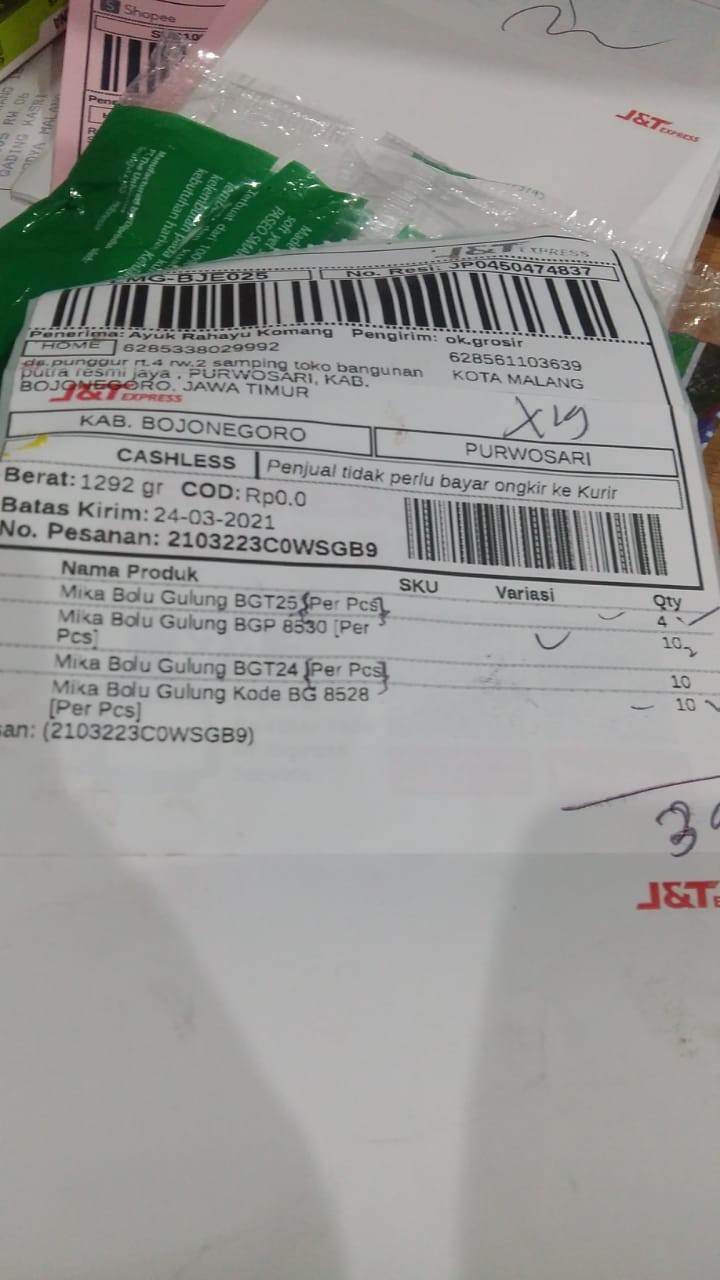 Shopee
J&T EXPRESS
GADING KASRI
J&T EXPRESS
MG-BJE025
No. Resi: JP0450474837
Penerima: Ayuk Rahayu Komang
Pengirim: ok.grosir
HOME 6285338029992
628561103639
ds.punggur rt.4 rw.2 samping toko bangunan
KOTA MALANG
putra resmi jaya , PURWOSARI, KAB.
BOJONEGORO, JAWA TIMUR
J&T EXPRESS
KAB. BOJONEGORO
PURWOSARI
CASHLESS
Penjual tidak perlu bayar ongkir ke Kurir
Berat: 1292 gr COD: Rp0.0
Batas Kirim: 24-03-2021
No. Pesanan: 2103223C0WSGB9
Nama Produk SKU Variasi Qty
Mika Bolu Gulung BGT25 [Per Pcs] 4
Mika Bolu Gulung BGP 8530 [Per 10
Pcs]
Mika Bolu Gulung BGT24 [Per Pcs] 10
Mika Bolu Gulung Kode BG 8528 10
[Per Pcs]
san: (2103223C0WSGB9)
J&T